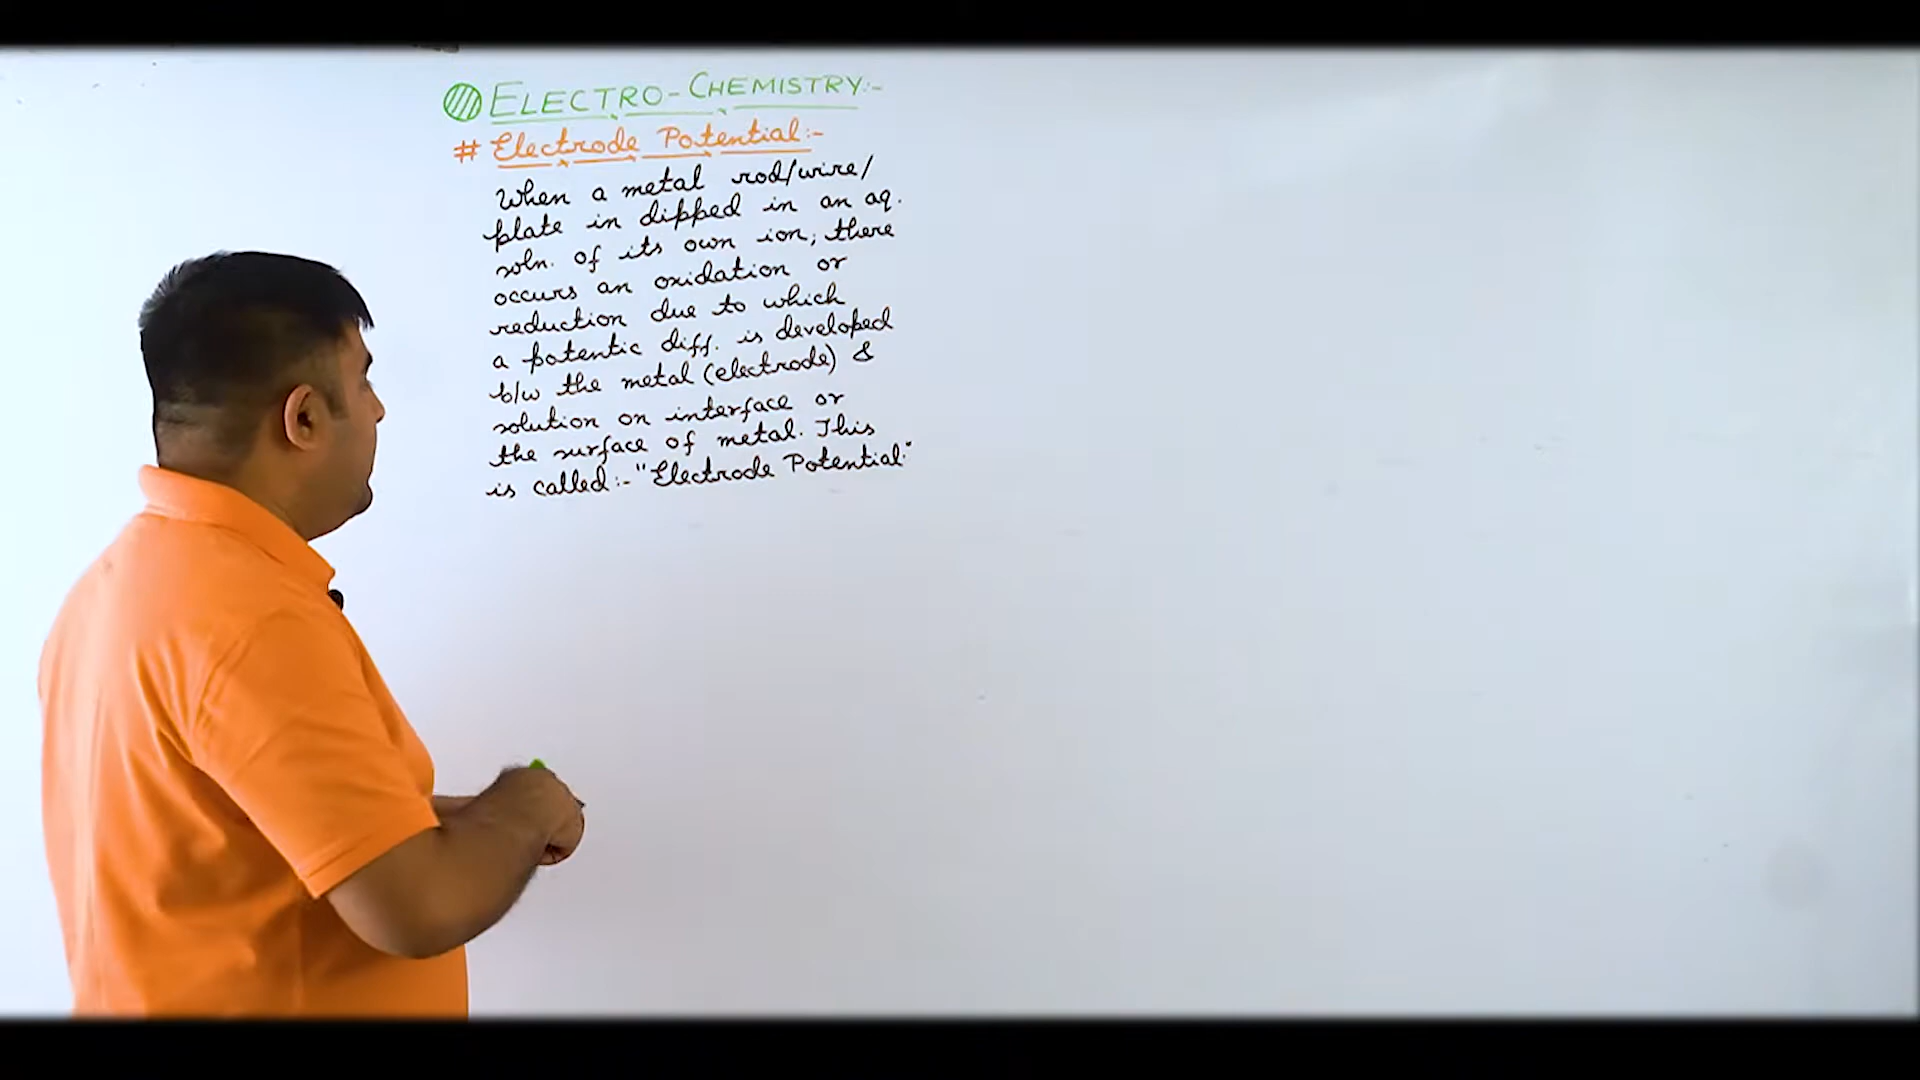 ELECTRO-CHEMISTRY:-
# Electrode Potential:-
When a metal rod/wire/
plate in dipped in an aq.
soln. of its own ion; there
occurs an oxidation or
reduction due to which
a potentic diff. is developed
b/w the metal (electrode) &
solution on interface or
the surface of metal. This
is called:- "Electrode Potential."